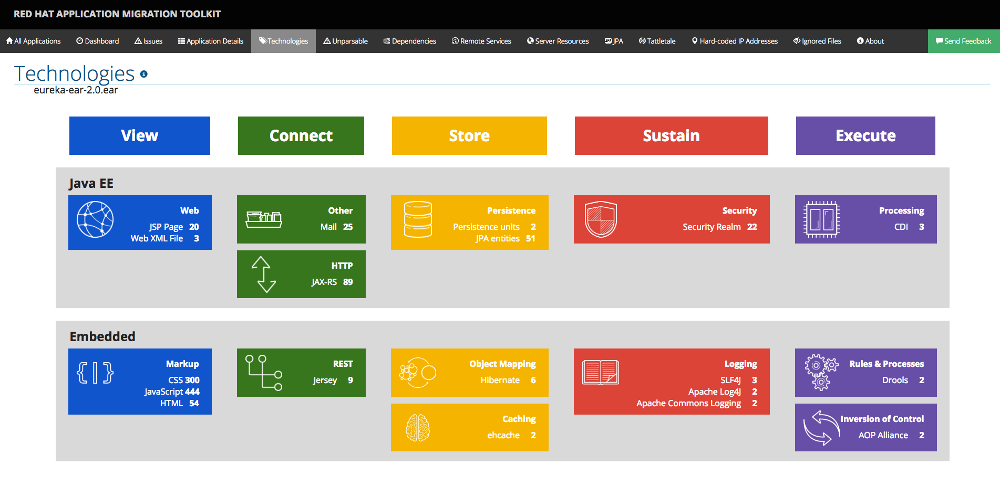 RED HAT APPLICATION MIGRATION TOOLKIT
All Applications Dashboard Issues Application Details Technologies Unparsable Dependencies Remote Services Server Resources JPA JPA Tattletale Hard-coded IP Addresses Ignored Files About Send Feedback
Technologies
eureka-ear-2.0.ear
View Connect Store Sustain Execute
Java EE
Web
JSP Page 20
Web XML File 3
Other
Mail 25
HTTP
JAX-RS 89
Persistence
Persistence units 2
JPA entities 51
Security
Security Realm 22
Processing
CDI 3
Embedded
Markup
CSS 300
JavaScript 444
HTML 54
REST
Jersey 9
Object Mapping
Hibernate 6
Caching
ehcache 2
Logging
SLF4J 3
Apache Log4J 2
Apache Commons Logging 2
Rules & Processes
Drools 2
Inversion of Control
AOP Alliance 2